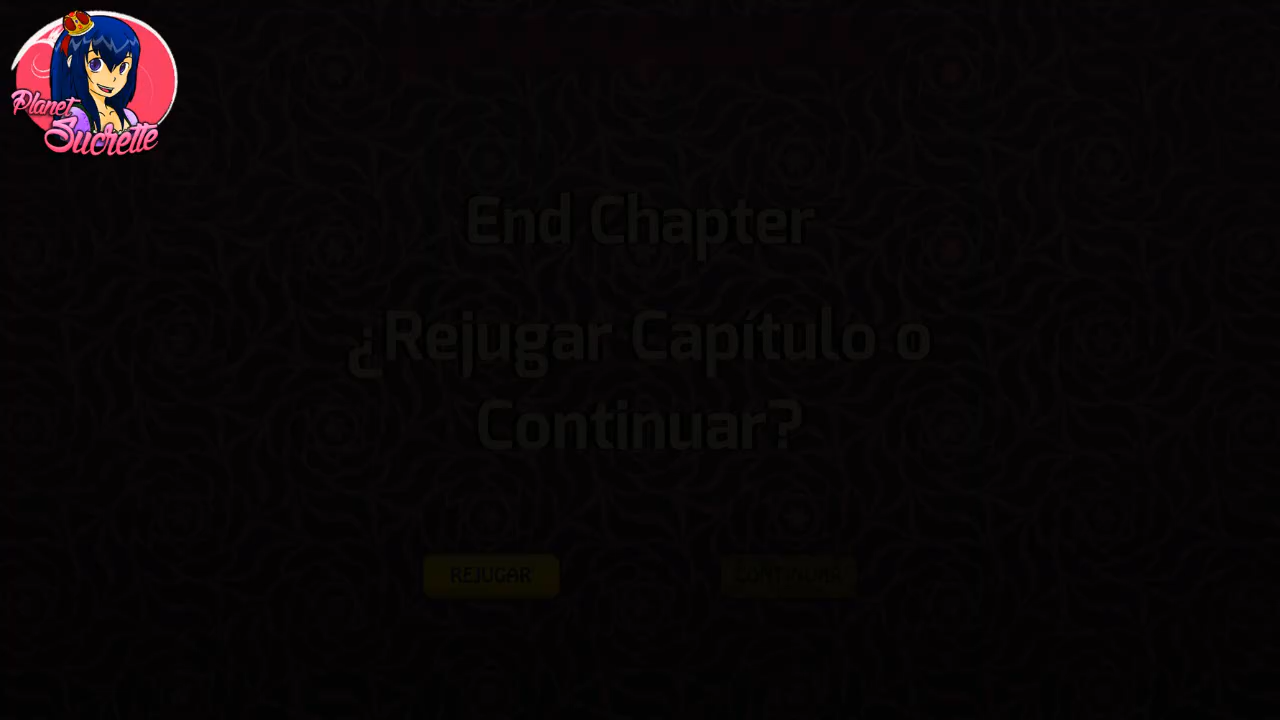 Planet
Sucrette
End Chapter
¿Rejugar Capítulo o
Continuar?
REJUGAR
CONTINUAR